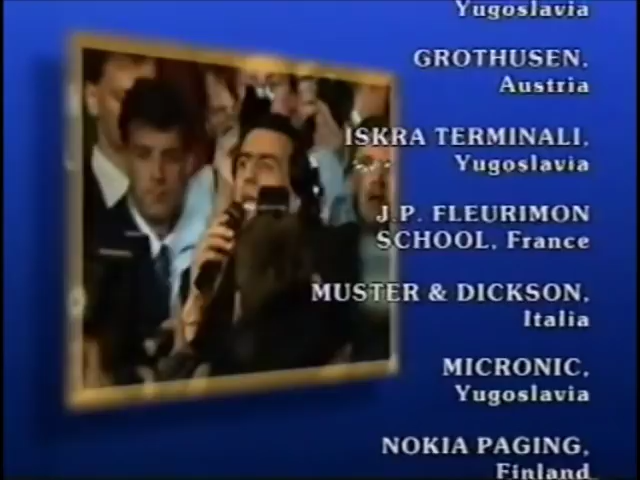 Yugoslavia
GROTHUSEN,
Austria
ISKRA TERMINALI,
Yugoslavia
J.P. FLEURIMON
SCHOOL, France
MUSTER & DICKSON,
Italia
MICRONIC,
Yugoslavia
NOKIA PAGING,
Finland